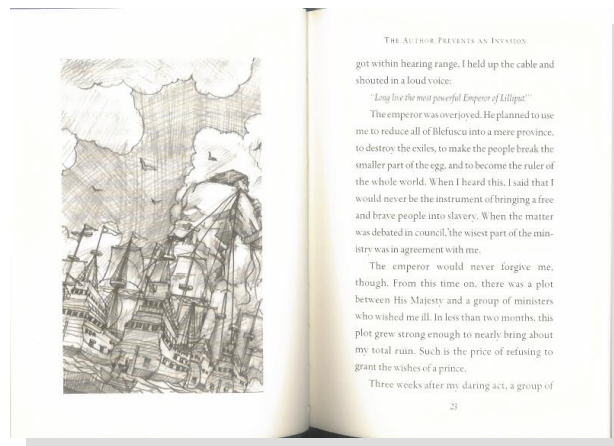 THE AUTHOR PREVENTS AN INVASION
got within hearing range, I held up the cable and
shouted in a loud voice:
"Long live the most powerful Emperor of Lilliput!"
The emperor was overjoyed. He planned to use
me to reduce all of Blefuscu into a mere province,
to destroy the exiles, to make the people break the
smaller part of the egg, and to become the ruler of
the whole world. When I heard this, I said that I
would never be the instrument of bringing a free
and brave people into slavery. When the matter
was debated in council, the wisest part of the min-
istry was in agreement with me.
The emperor would never forgive me,
though. From this time on, there was a plot
between His Majesty and a group of ministers
who wished me ill. In less than two months, this
plot grew strong enough to nearly bring about
my total ruin. Such is the price of refusing to
grant the wishes of a prince.
Three weeks after my daring act, a group of
23